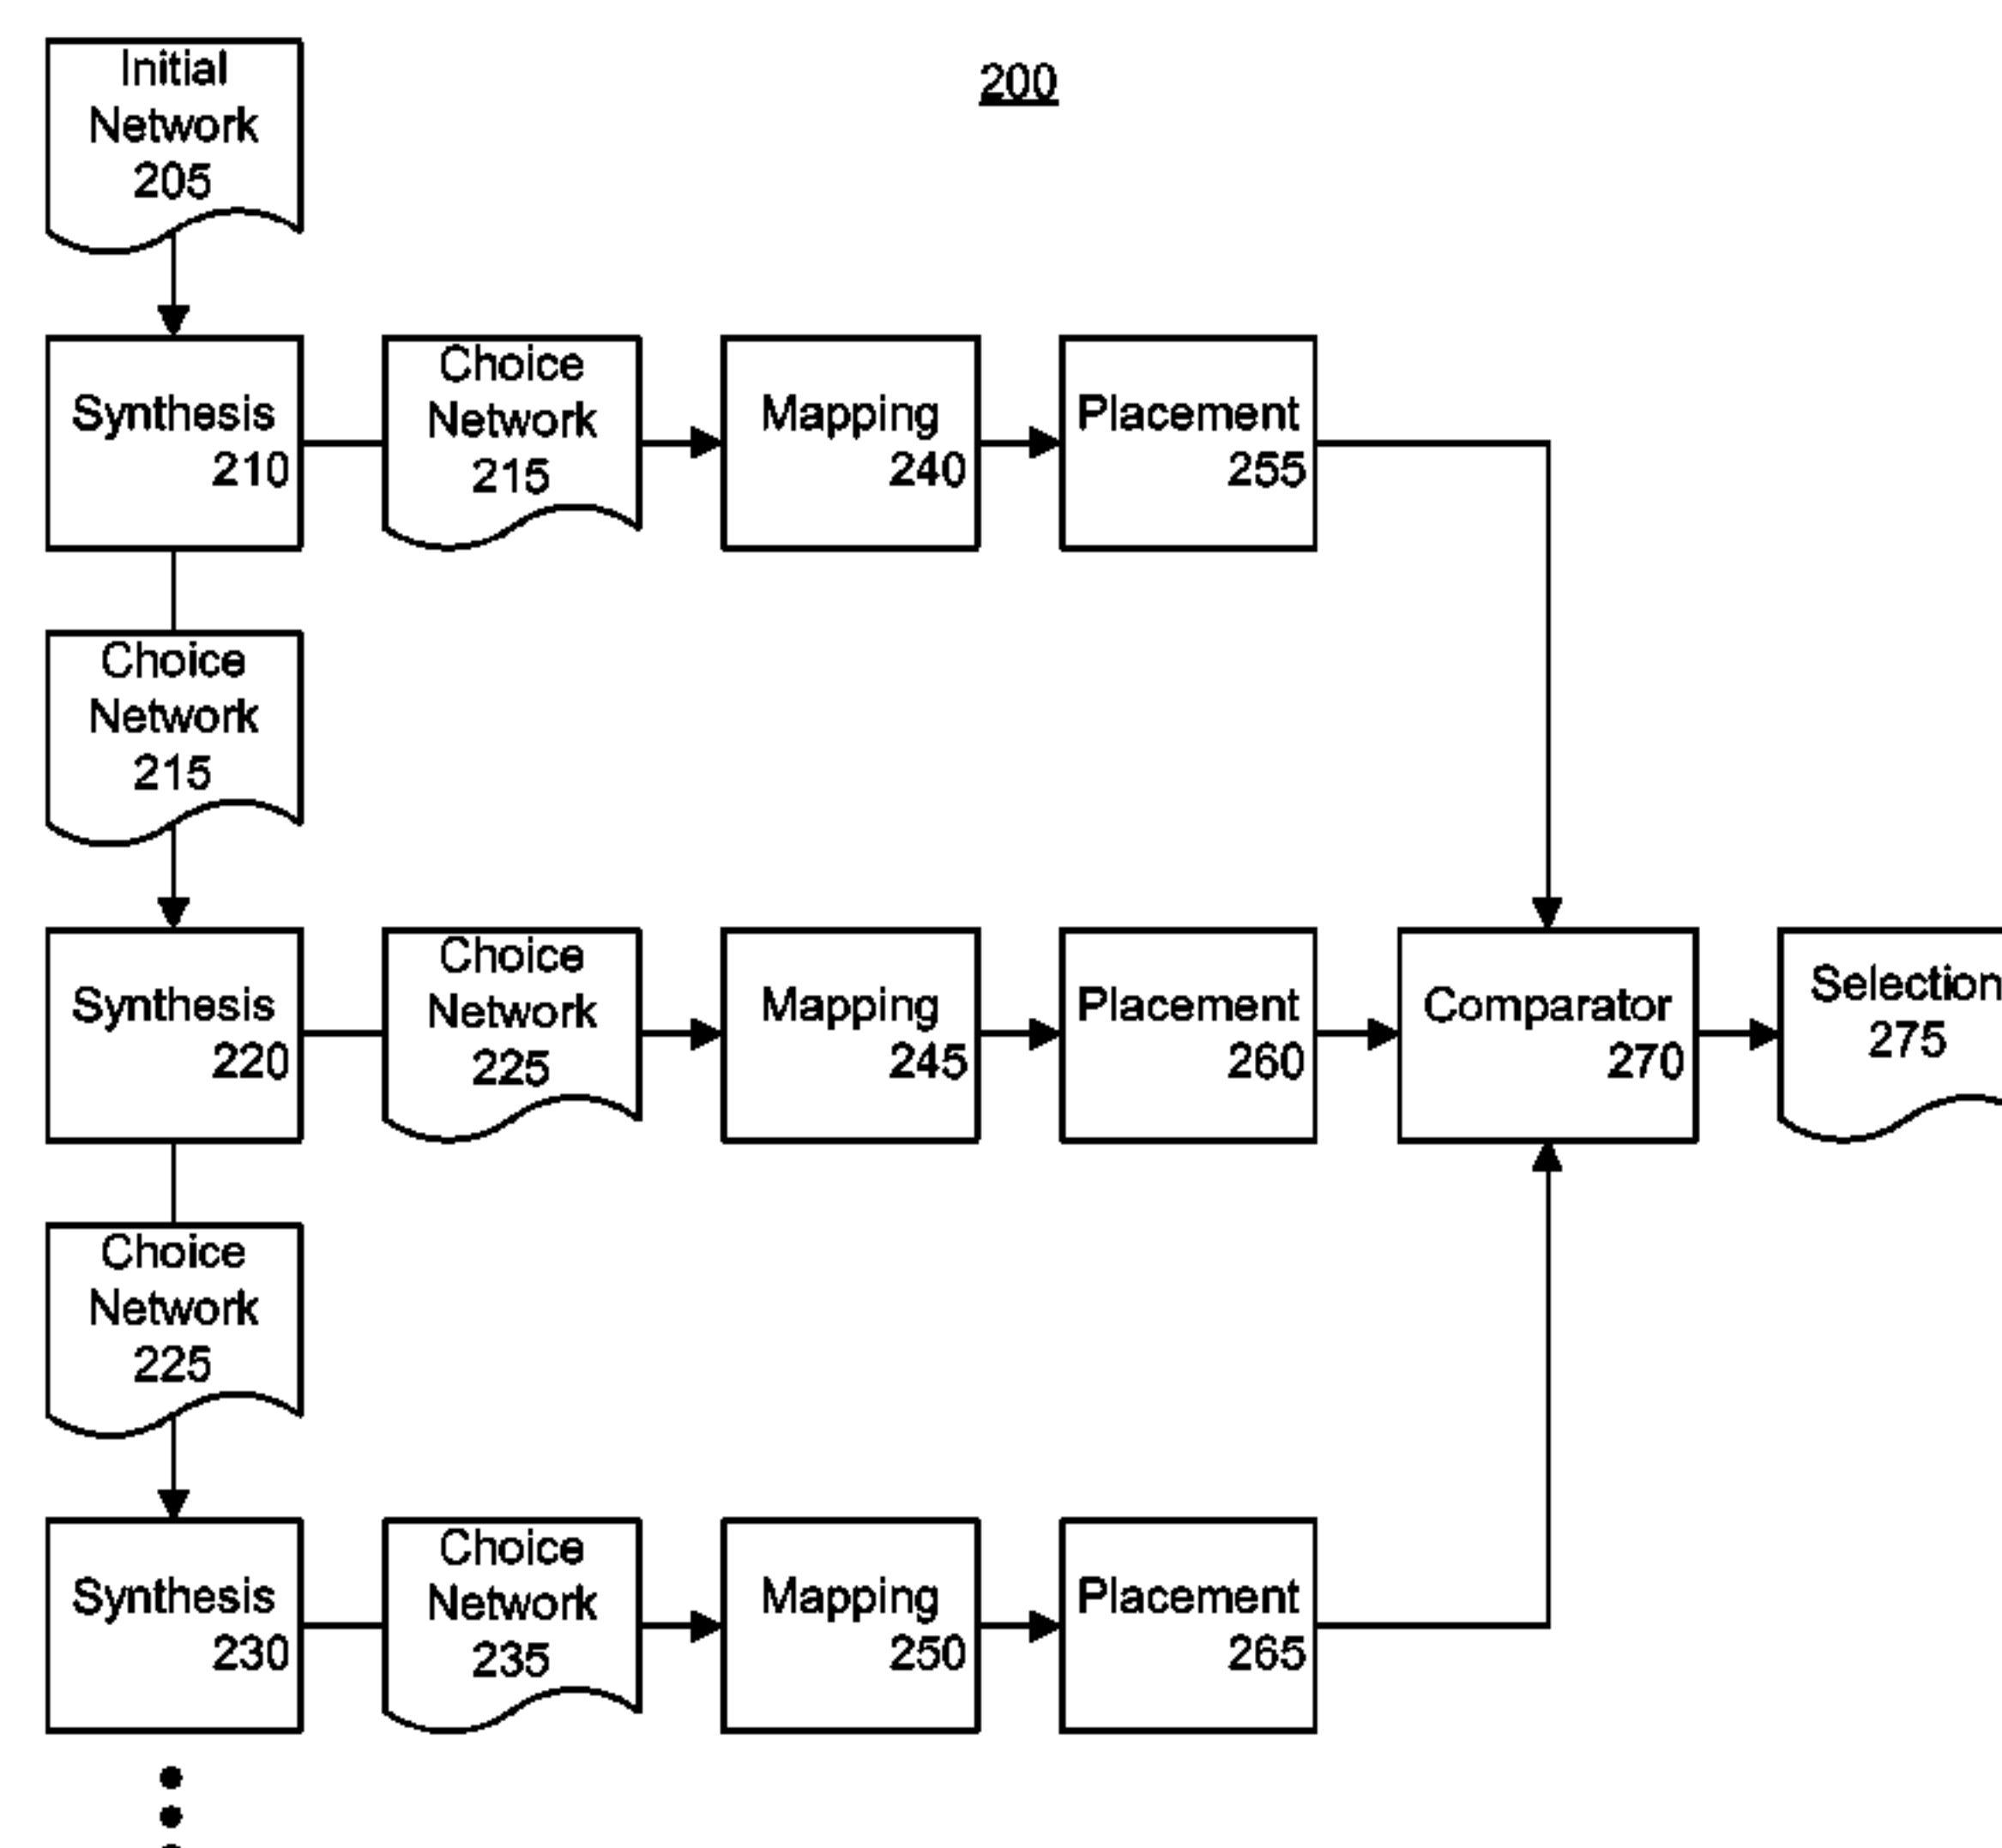 Initial
Network
205
200
Synthesis
210
Choice
Network
215
Mapping
240
Placement
255
Choice
Network
215
Synthesis
220
Choice
Network
225
Mapping
245
Placement
260
Comparator
270
Selection
275
Choice
Network
225
Synthesis
230
Choice
Network
235
Mapping
250
Placement
265